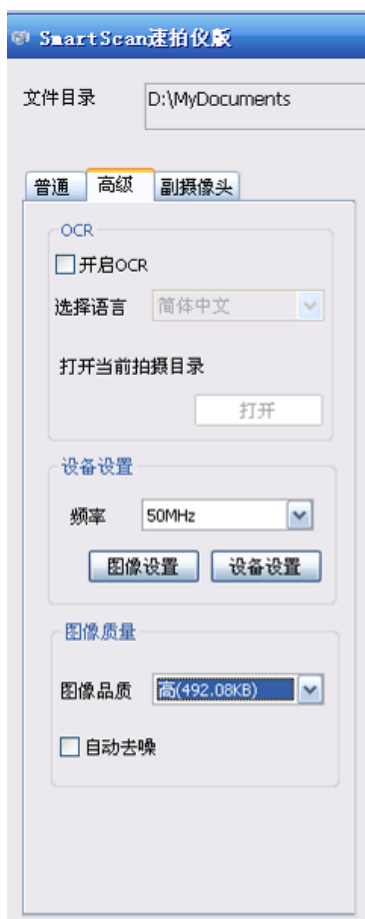 SmartScan速拍仪版
文件目录 D:\MyDocuments
普通 高级 副摄像头
OCR
开启OCR
选择语言 简体中文
打开当前拍摄目录
打开
设备设置
频率 50MHz
图像设置 设备设置
图像质量
图像品质 高(492.08KB)
自动去噪